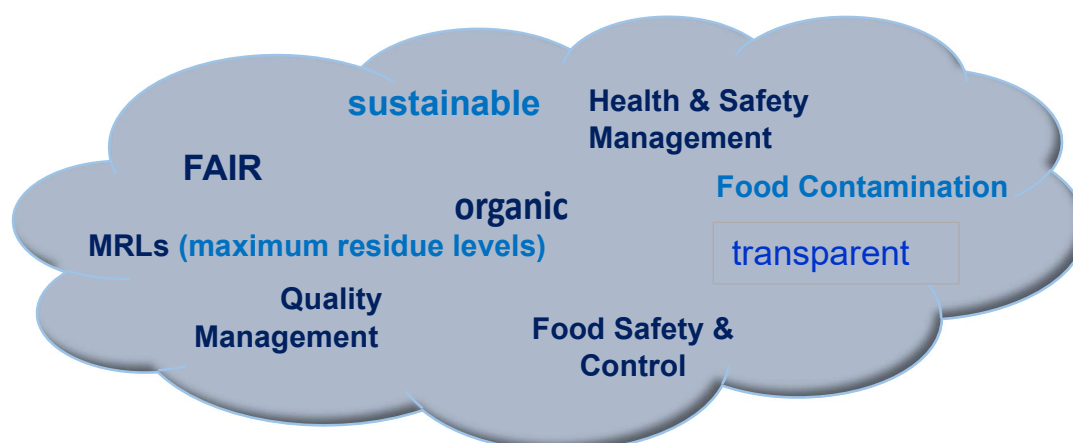 sustainable
Health & Safety
Management
FAIR
Food Contamination
organic
MRLs (maximum residue levels)
transparent
Quality
Management
Food Safety &
Control